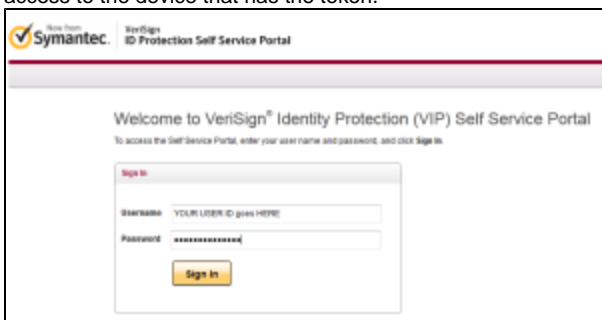 access to the device that has the token.
Now from
Symantec.
VeriSign
ID Protection Self Service Portal
Welcome to VeriSign® Identity Protection (VIP) Self Service Portal
To access the Self Service Portal, enter your user name and password, and click Sign In.
Sign In
Username YOUR USER ID goes HERE
Password ••••••••••••••
Sign In